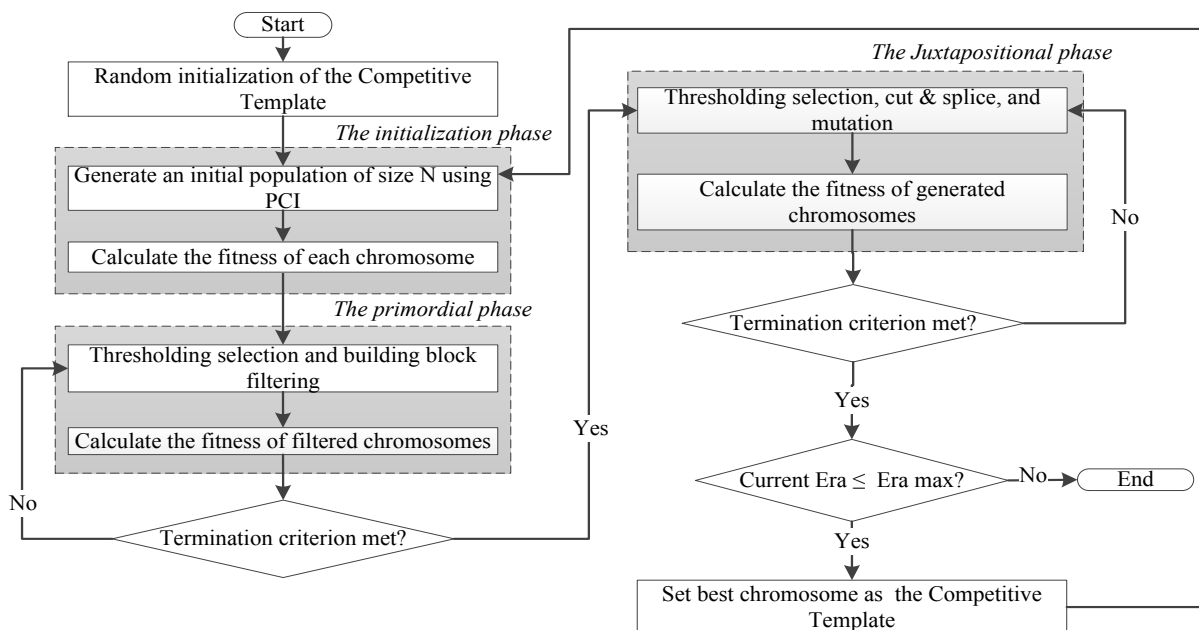 Start
Random initialization of the Competitive
Template
The initialization phase
Generate an initial population of size N using
PCI
Calculate the fitness of each chromosome
The primordial phase
Thresholding selection and building block
filtering
Calculate the fitness of filtered chromosomes
No
Termination criterion met?
Yes
The Juxtapositional phase
Thresholding selection, cut & splice, and
mutation
Calculate the fitness of generated
chromosomes
No
Termination criterion met?
Yes
Current Era ≤ Era max?
No
End
Yes
Set best chromosome as the Competitive
Template